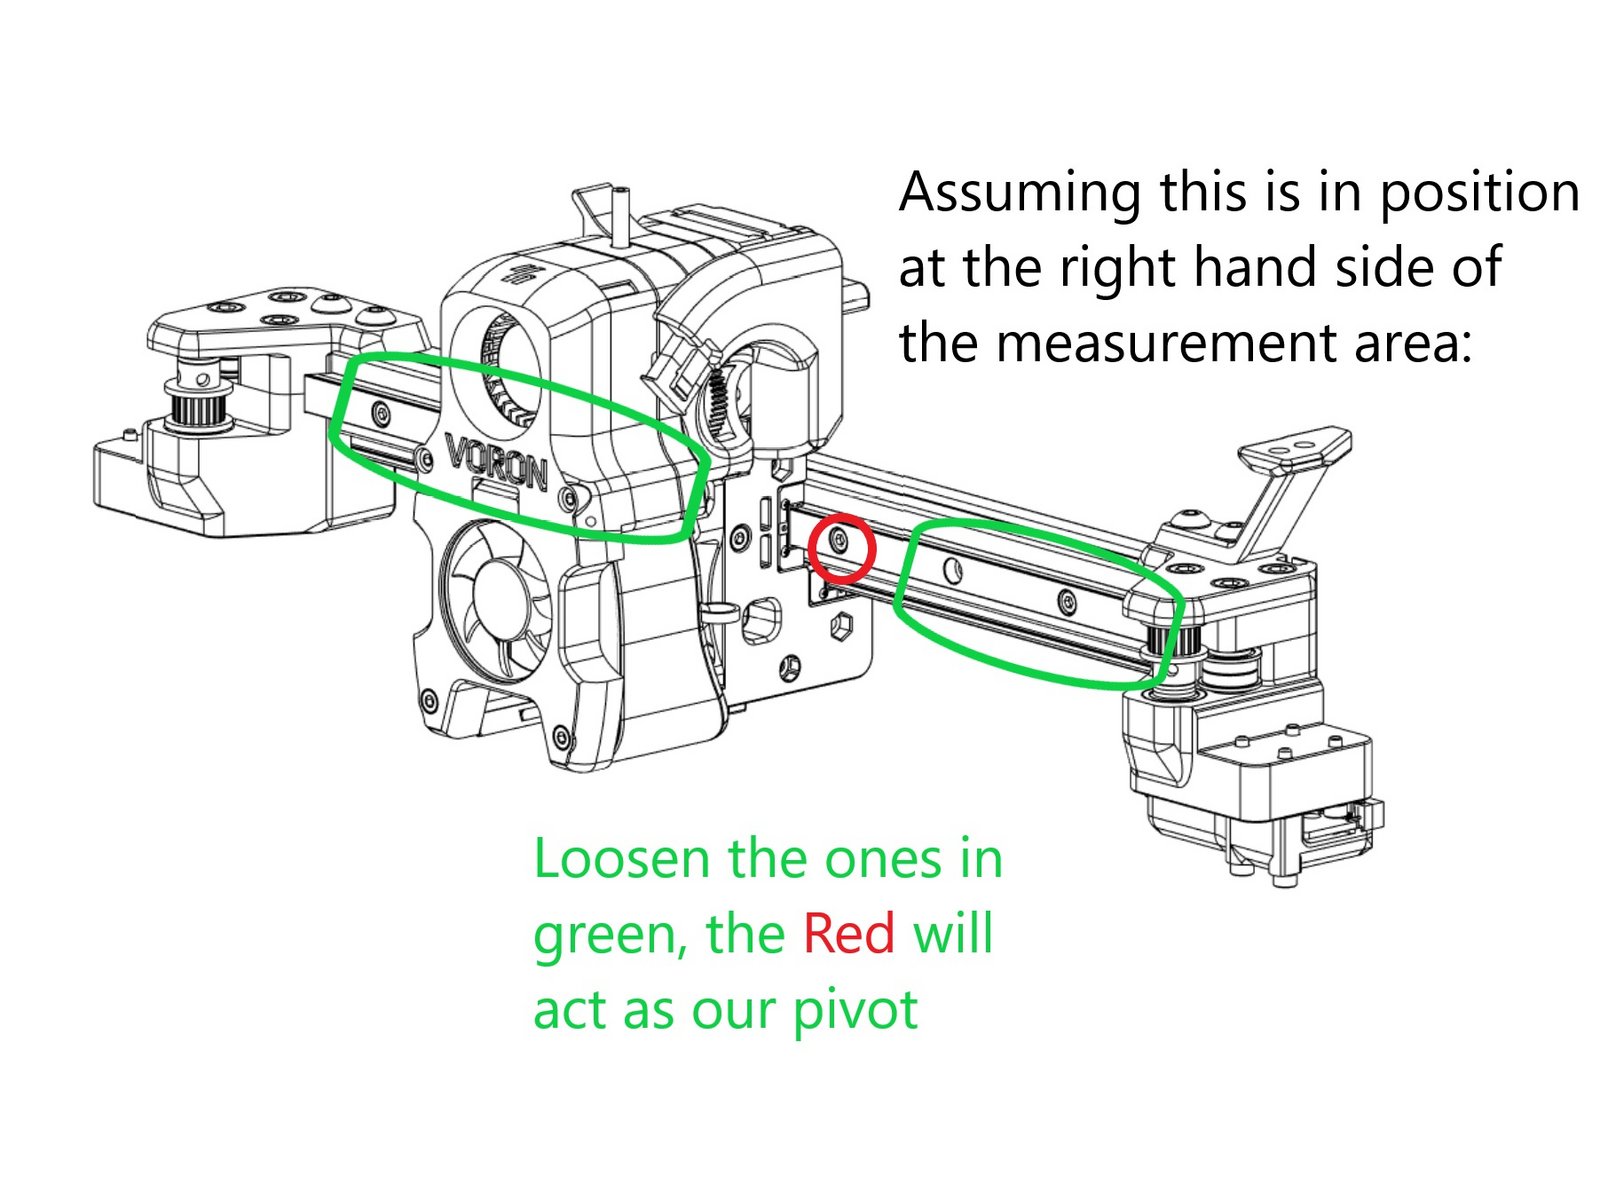 Assuming this is in position
at the right hand side of
the measurement area:
VORON
Loosen the ones in
green, the Red will
act as our pivot